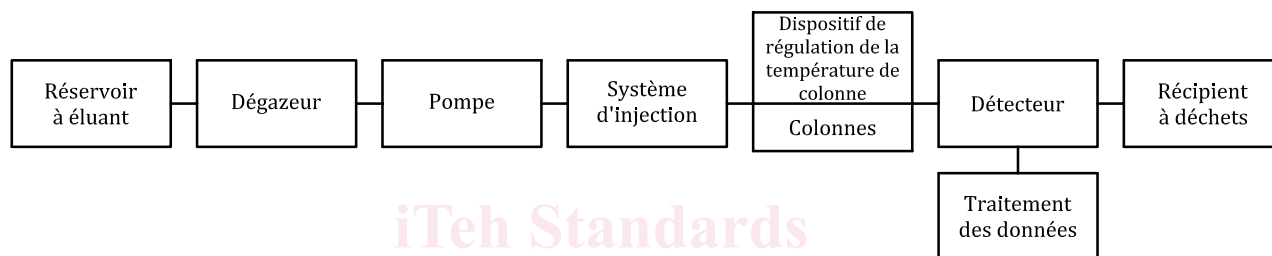 Réservoir
à éluant
Dégazeur
Pompe
Système
d'injection
Dispositif de
régulation de la
température de
colonne
Colonnes
Détecteur
Récipient
à déchets
Traitement
des données
iTeh Standards